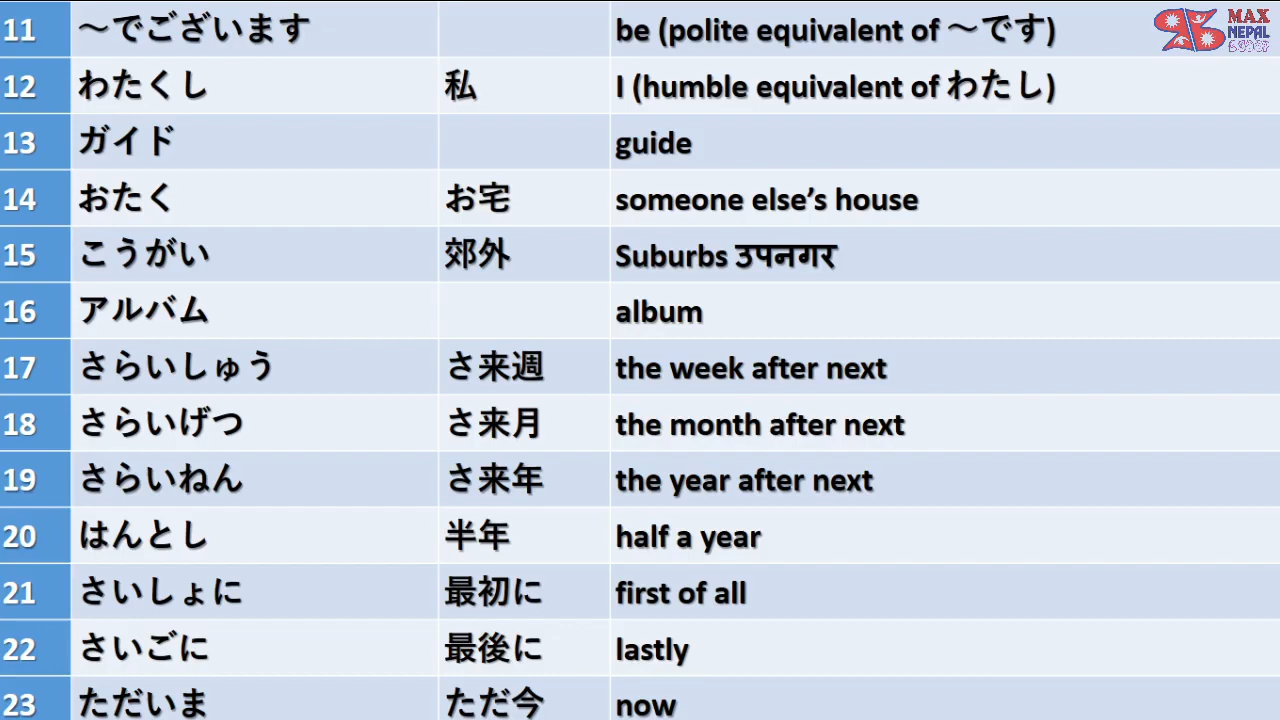 11 ～でございます be (polite equivalent of ～です)
12 わたくし 私 I (humble equivalent of わたし)
13 ガイド guide
14 おたく お宅 someone else’s house
15 こうがい 郊外 Suburbs उपनगर
16 アルバム album
17 さらいしゅう さ来週 the week after next
18 さらいげつ さ来月 the month after next
19 さらいねん さ来年 the year after next
20 はんとし 半年 half a year
21 さいしょに 最初に first of all
22 さいごに 最後に lastly
23 ただいま ただ今 now
MAX
NEPAL